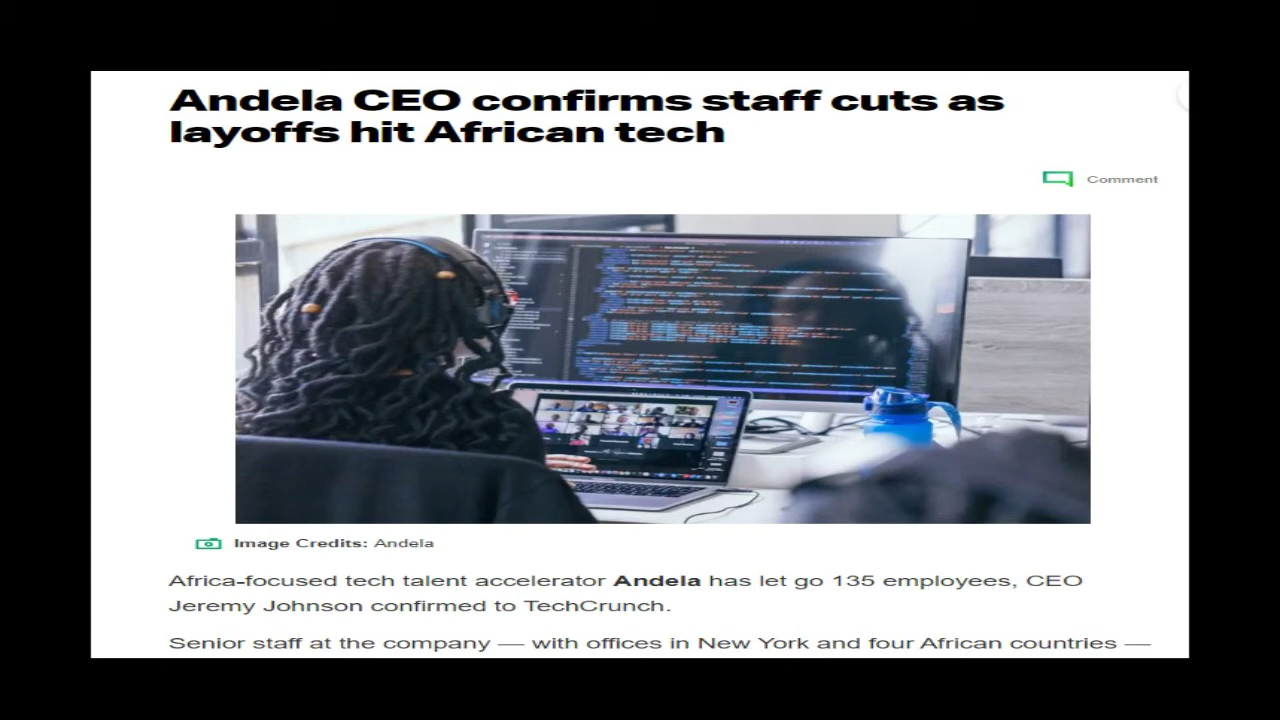 Andela CEO confirms staff cuts as
layoffs hit African tech
Comment
Image Credits: Andela
Africa-focused tech talent accelerator Andela has let go 135 employees, CEO
Jeremy Johnson confirmed to TechCrunch.
Senior staff at the company — with offices in New York and four African countries —